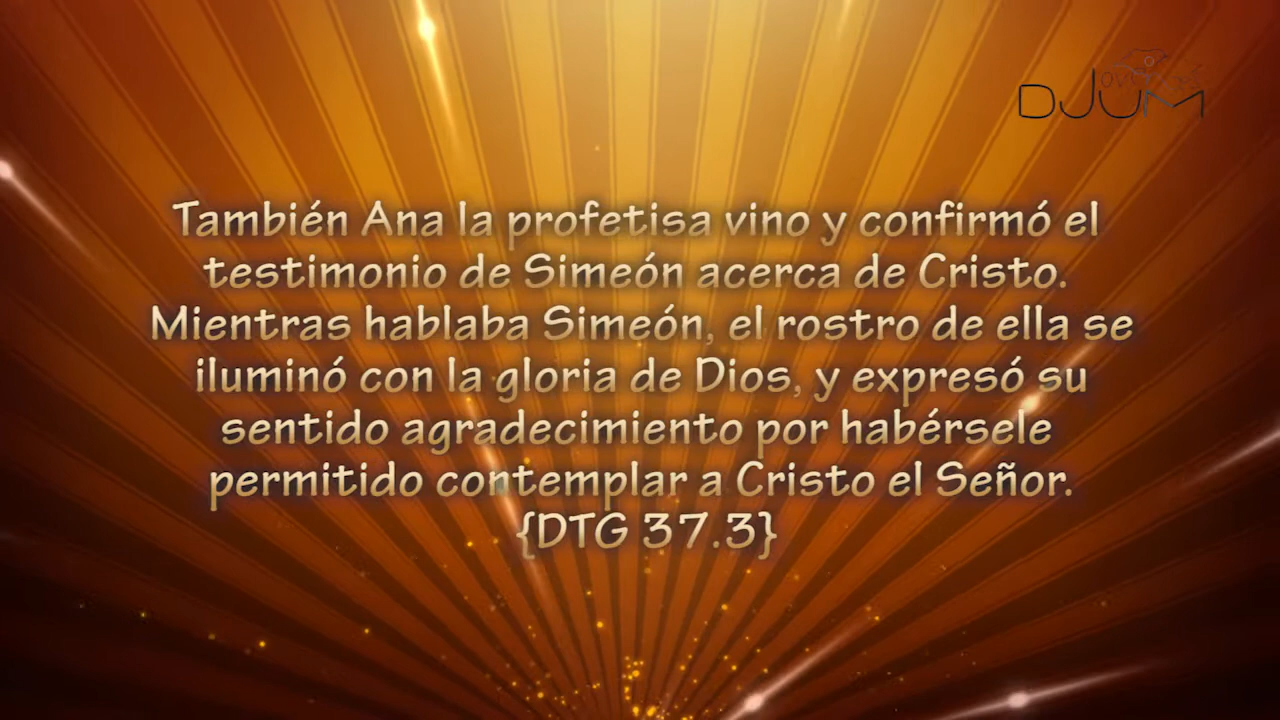 DJUM
También Ana la profetisa vino y confirmó el
testimonio de Simeón acerca de Cristo.
Mientras hablaba Simeón, el rostro de ella se
iluminó con la gloria de Dios, y expresó su
sentido agradecimiento por habérsele
permitido contemplar a Cristo el Señor.
{DTG 37.3}